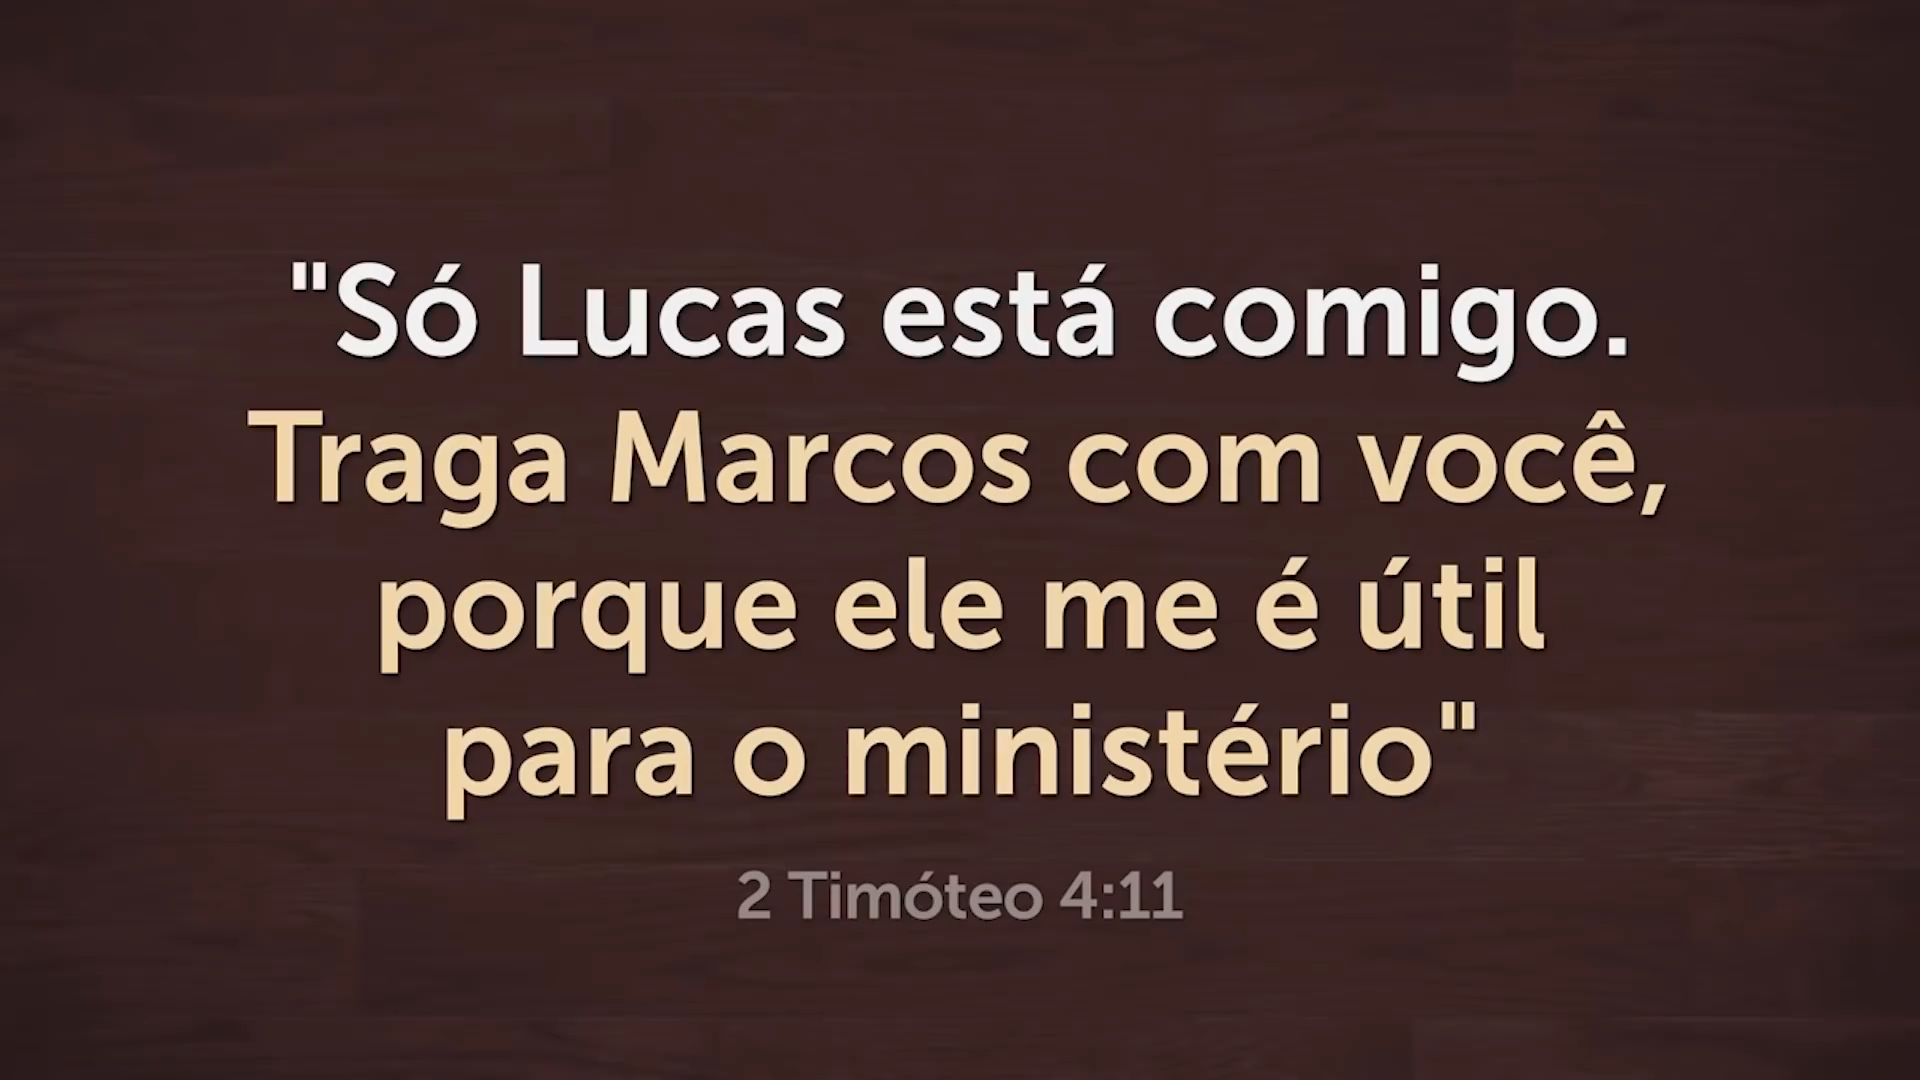 "Só Lucas está comigo.
Traga Marcos com você,
porque ele me é útil
para o ministério"
2 Timóteo 4:11